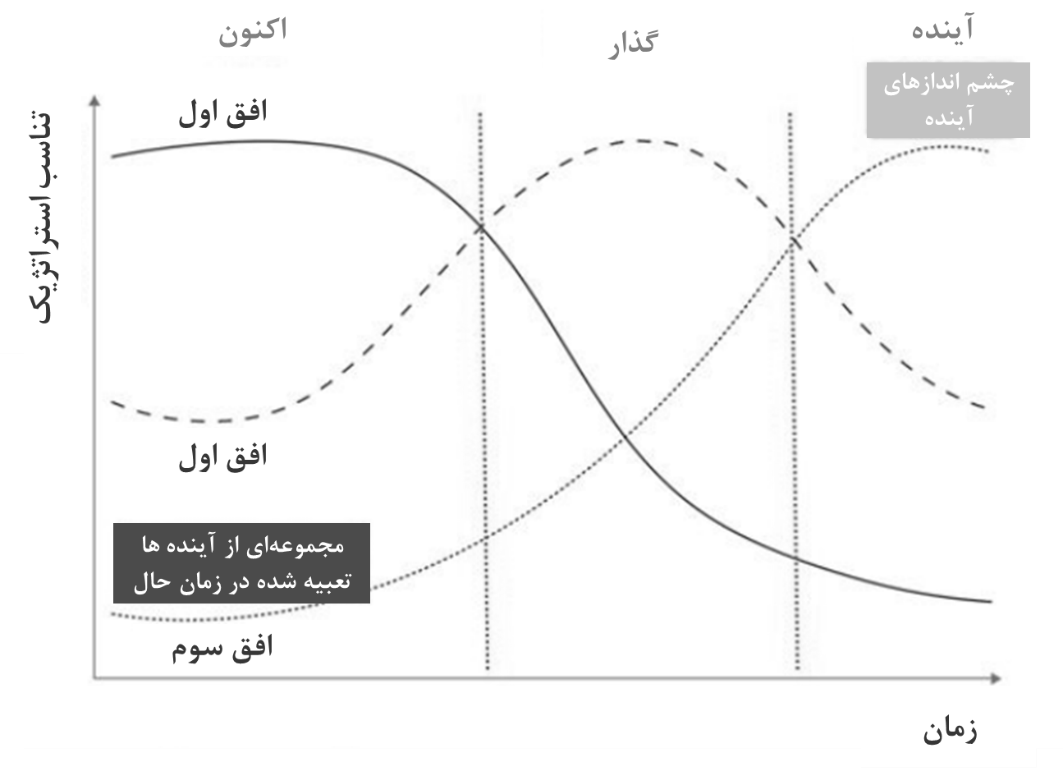 اکنون
گذار
آینده
چشم اندازهای
آینده
افق اول
تناسب استراتژیک
افق اول
مجموعه‌ای از آینده ها
تعبیه شده در زمان حال
افق سوم
زمان